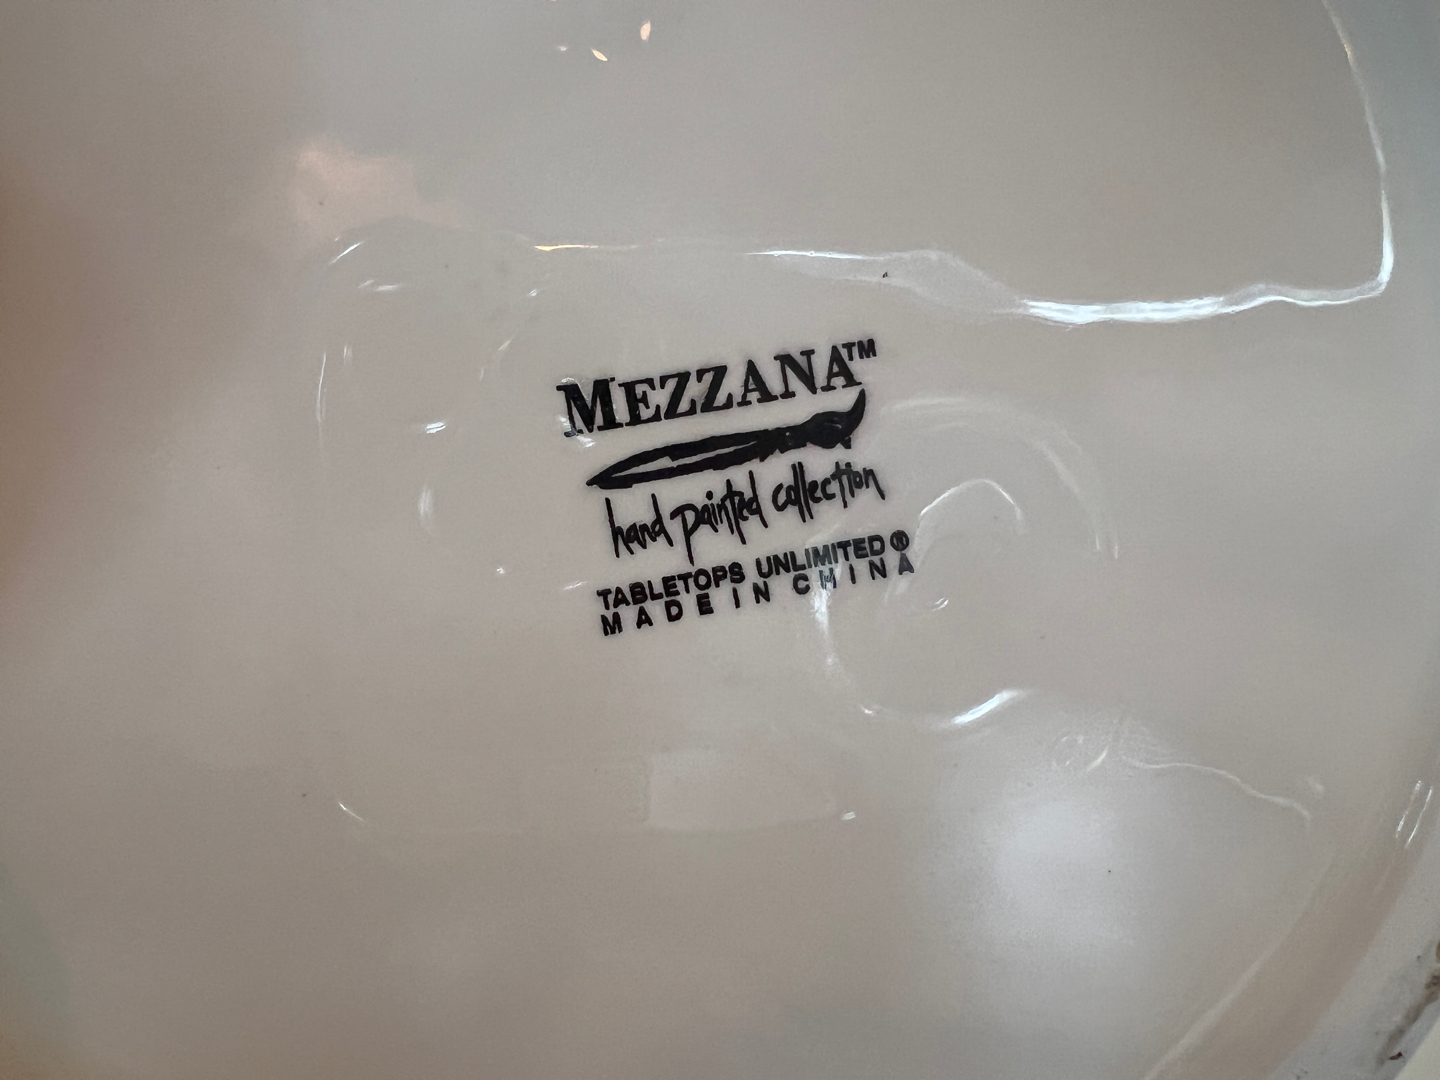 MEZZANA™
hand painted collection
TABLETOPS UNLIMITED®
MADE IN CHINA